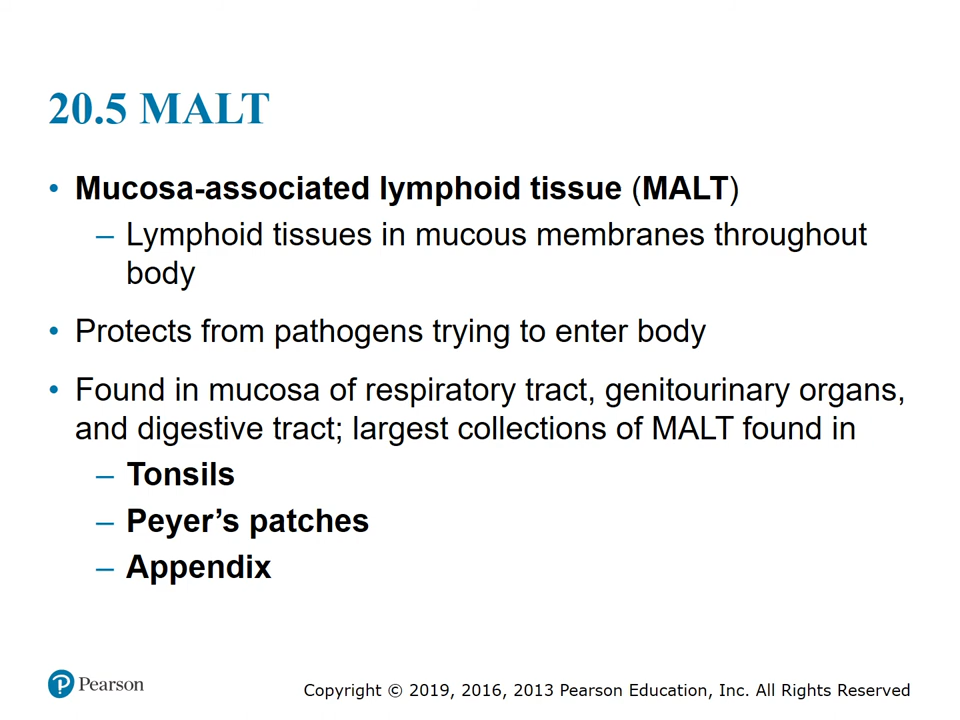 20.5 MALT
• Mucosa-associated lymphoid tissue (MALT)
– Lymphoid tissues in mucous membranes throughout
body
• Protects from pathogens trying to enter body
• Found in mucosa of respiratory tract, genitourinary organs,
and digestive tract; largest collections of MALT found in
– Tonsils
– Peyer’s patches
– Appendix
Pearson
Copyright © 2019, 2016, 2013 Pearson Education, Inc. All Rights Reserved